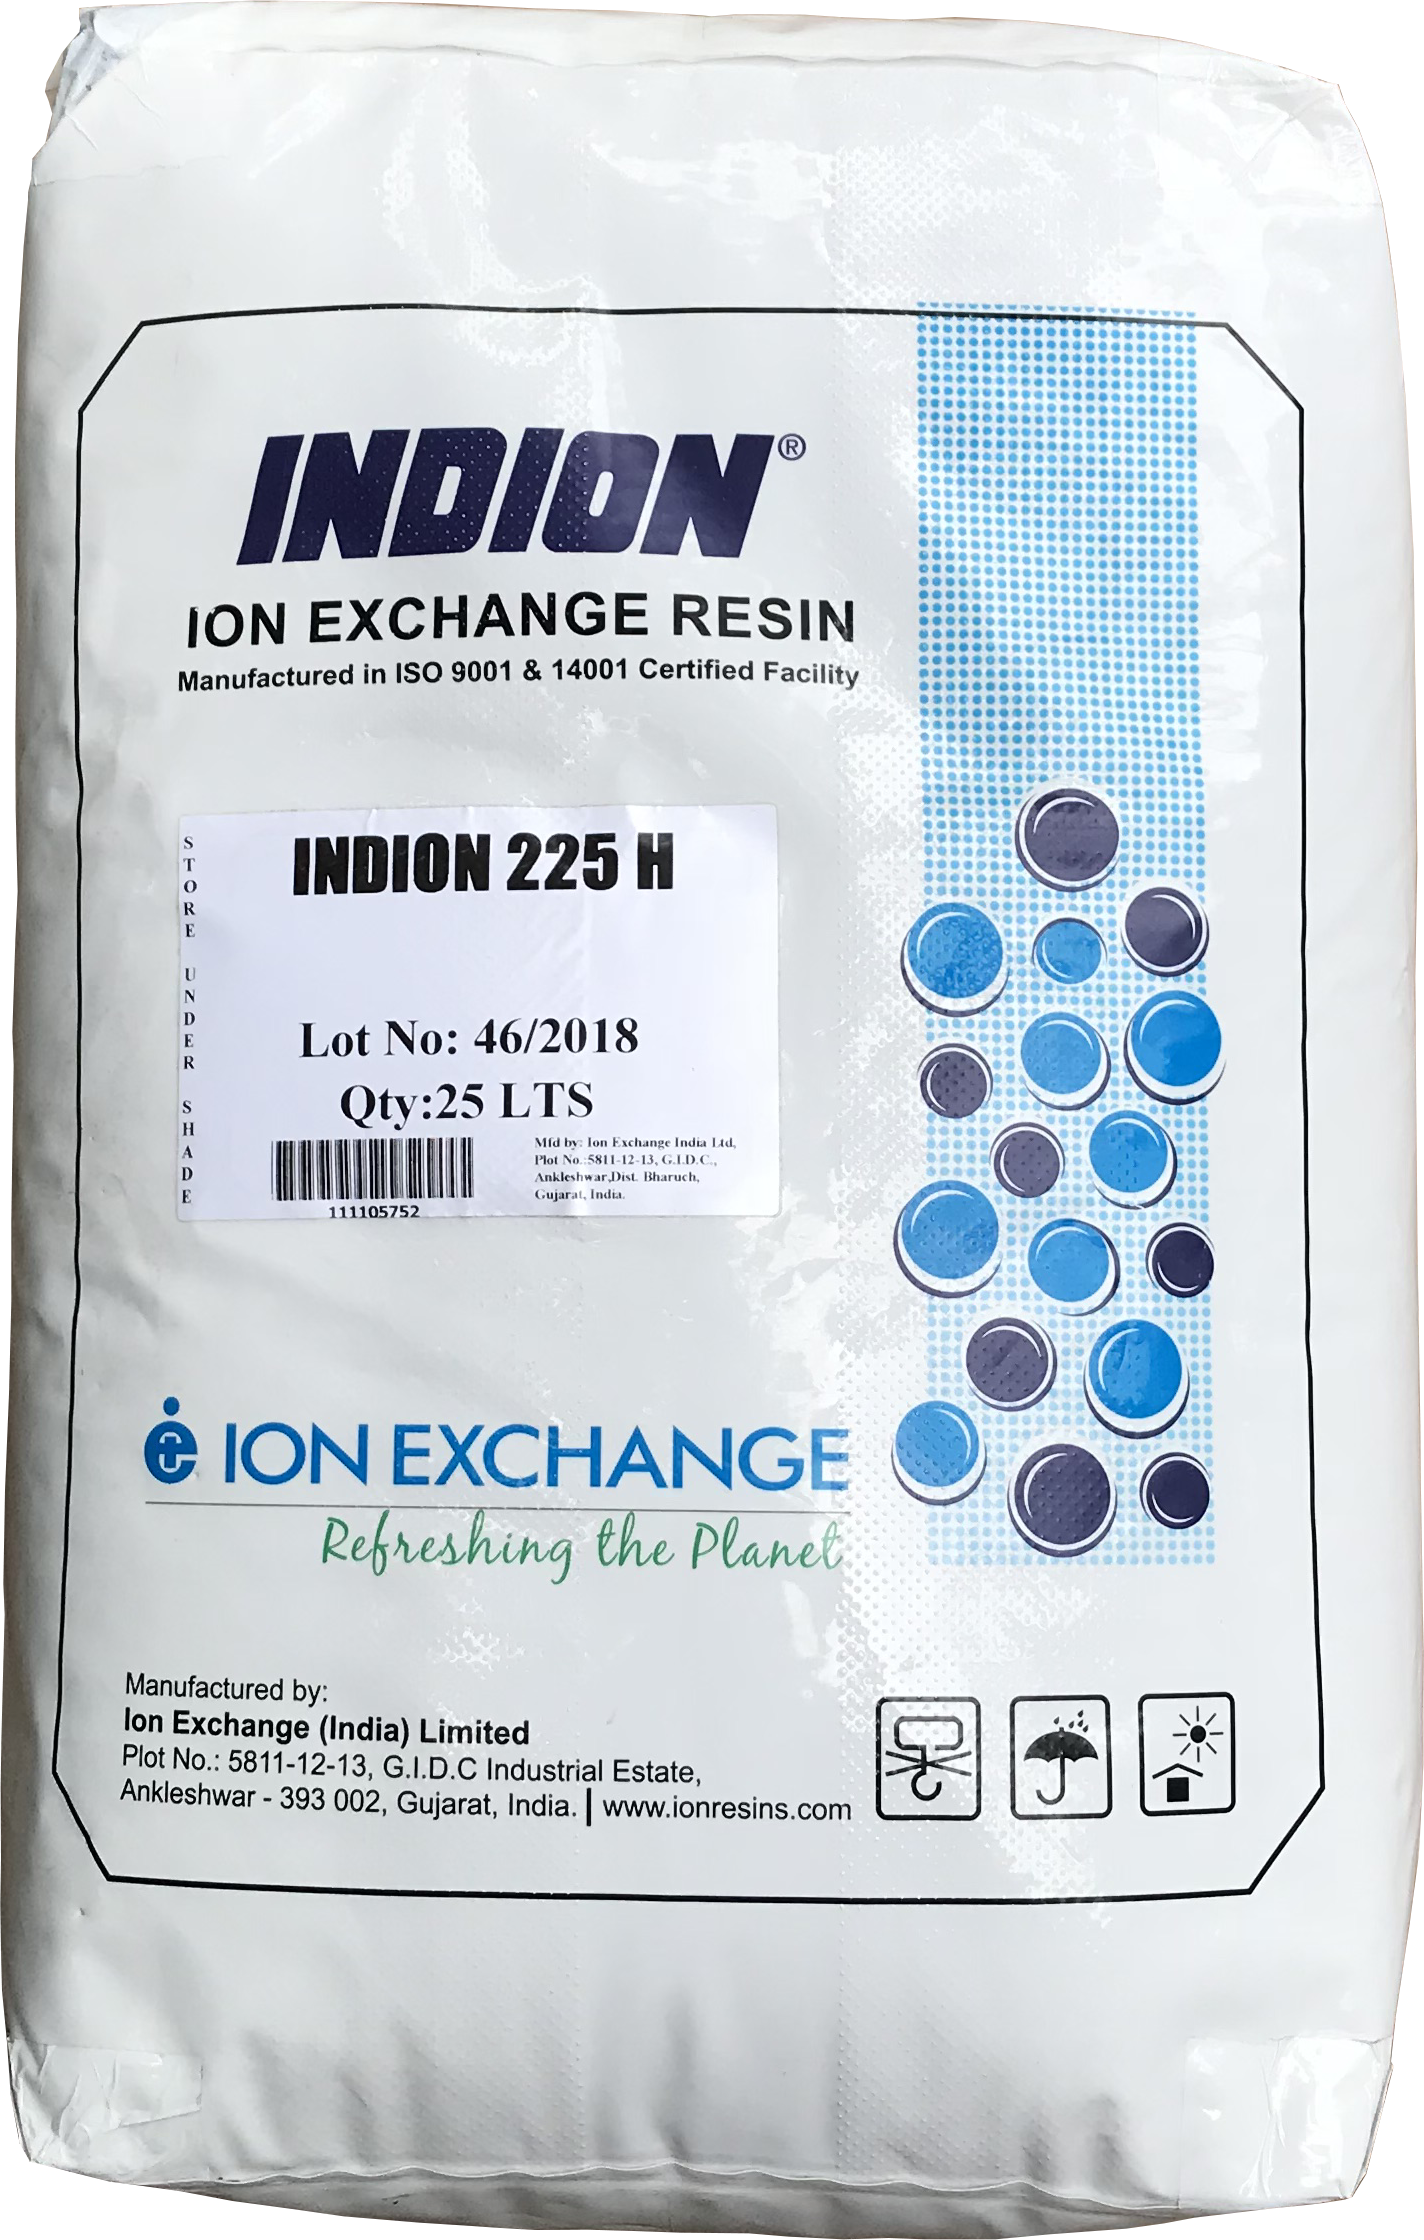 INDION®
ION EXCHANGE RESIN
Manufactured in ISO 9001 & 14001 Certified Facility
STORE UNDER SHADE
INDION 225 H
Lot No: 46/2018
Qty:25 LTS
111105752
Mfd by: Ion Exchange India Ltd,
Plot No.:5811-12-13, G.I.D.C.,
Ankleshwar,Dist. Bharuch,
Gujarat, India.
ION EXCHANGE
Refreshing the Planet
Manufactured by:
Ion Exchange (India) Limited
Plot No.: 5811-12-13, G.I.D.C Industrial Estate,
Ankleshwar - 393 002, Gujarat, India. | www.ionresins.com